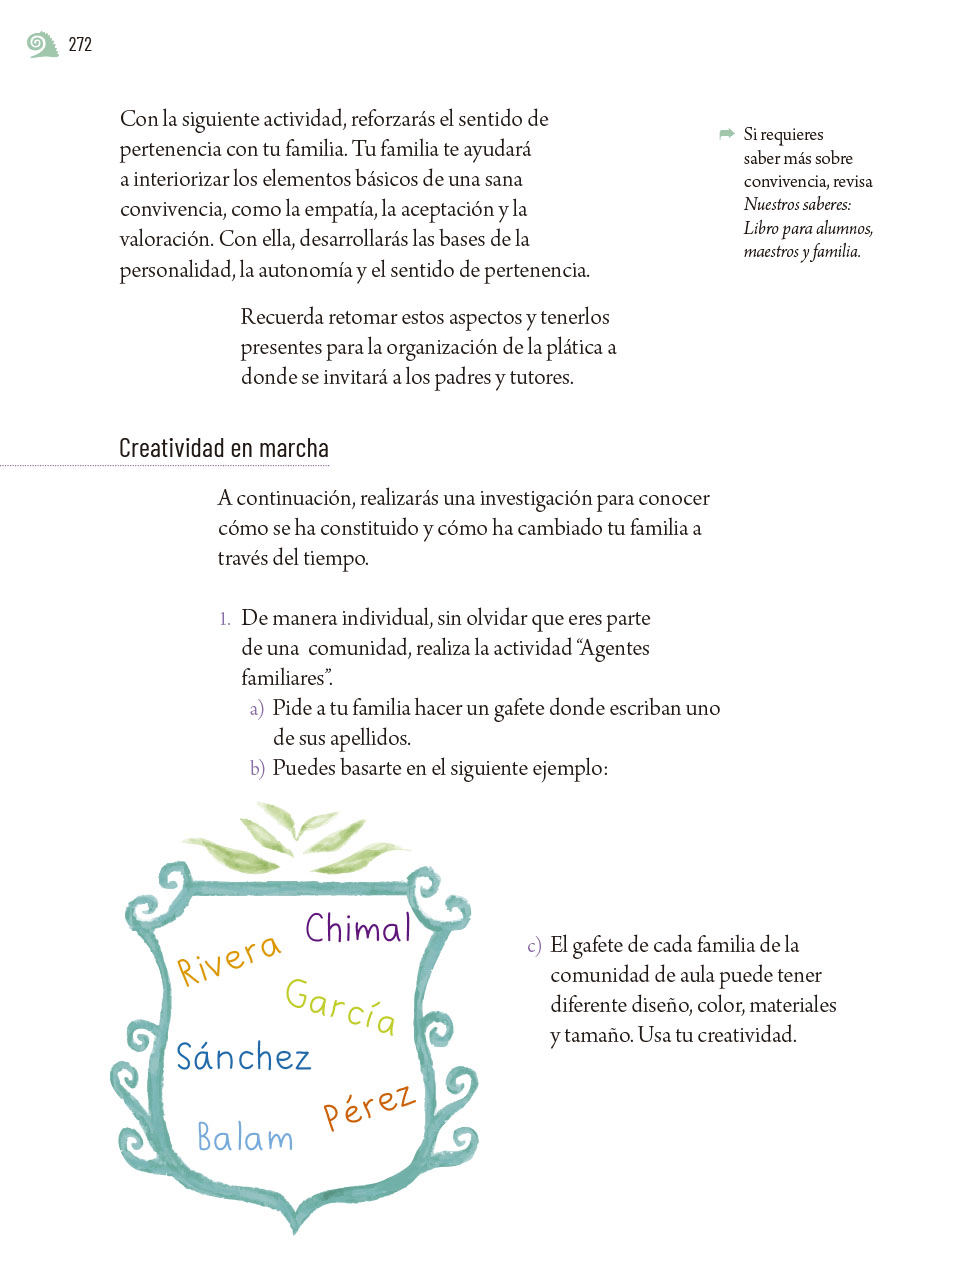 272
Con la siguiente actividad, reforzarás el sentido de
pertenencia con tu familia. Tu familia te ayudará
a interiorizar los elementos básicos de una sana
convivencia, como la empatía, la aceptación y la
valoración. Con ella, desarrollarás las bases de la
personalidad, la autonomía y el sentido de pertenencia.
Si requieres
saber más sobre
convivencia, revisa
Nuestros saberes:
Libro para alumnos,
maestros y familia.
Recuerda retomar estos aspectos y tenerlos
presentes para la organización de la plática a
donde se invitará a los padres y tutores.
Creatividad en marcha
A continuación, realizarás una investigación para conocer
cómo se ha constituido y cómo ha cambiado tu familia a
través del tiempo.
1. De manera individual, sin olvidar que eres parte
de una comunidad, realiza la actividad “Agentes
familiares”.
a) Pide a tu familia hacer un gafete donde escriban uno
de sus apellidos.
b) Puedes basarte en el siguiente ejemplo:
Chimal
Rivera
García
Sánchez
Pérez
Balam
c) El gafete de cada familia de la
comunidad de aula puede tener
diferente diseño, color, materiales
y tamaño. Usa tu creatividad.